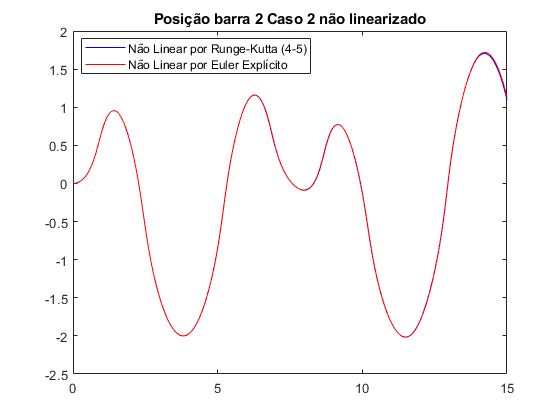 Posição barra 2 Caso 2 não linearizado
Não Linear por Runge-Kutta (4-5)
Não Linear por Euler Explícito
2
1.5
1
0.5
0
-0.5
-1
-1.5
-2
-2.5
0 5 10 15